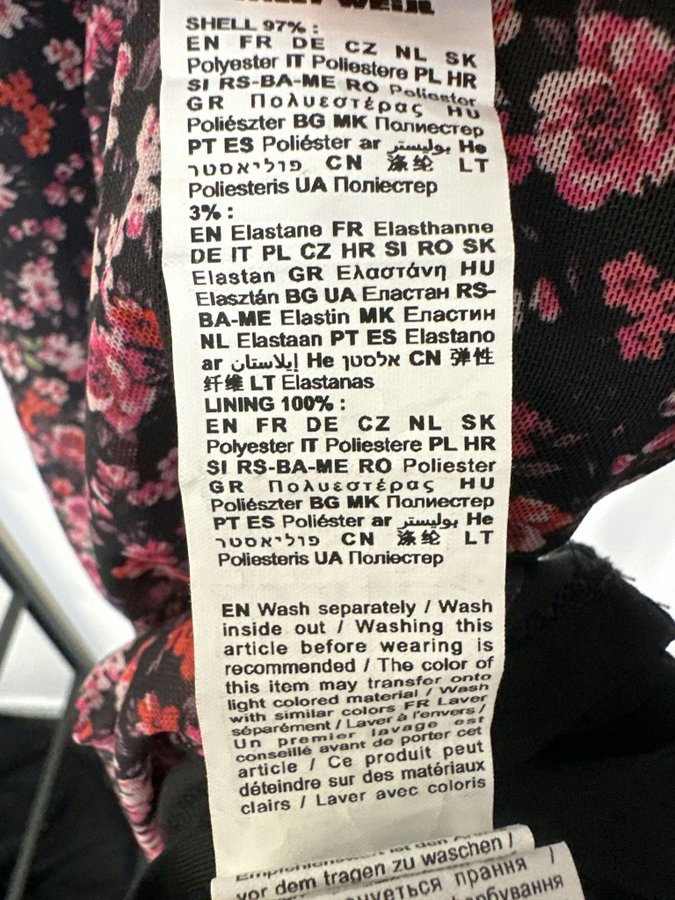 SHELL 97% :
EN FR DE CZ NL SK
Polyester IT Poliestere PL HR
SI RS-BA-ME RO Poliester
GR Πολυεστέρας HU
Poliészter BG MK Полиестер
PT ES Poliéster ar بوليستر He
פוליאסטר CN 涤纶 LT
Poliesteris UA Поліестер
3% :
EN Elastane FR Elasthanne
DE IT PL CZ HR SI RO SK
Elastan GR Ελαστάνη HU
Elasztán BG UA Еластан RS-
BA-ME Elastin MK Еластин
NL Elastaan PT ES Elastano
ar إيلاستان He אלסטן CN 弹性
纤维 LT Elastanas
LINING 100% :
EN FR DE CZ NL SK
Polyester IT Poliestere PL HR
SI RS-BA-ME RO Poliester
GR Πολυεστέρας HU
Poliészter BG MK Полиестер
PT ES Poliéster ar بوليستر He
פוליאסטר CN 涤纶 LT
Poliesteris UA Поліестер
EN Wash separately / Wash
inside out / Washing this
article before wearing is
recommended / The color of
this item may transfer onto
light colored material / Wash
with similar colors FR Laver
séparément / Laver à l'envers /
Un premier lavage est
conseillé avant de porter cet
article / Ce produit peut
déteindre sur des matériaux
clairs / Laver avec coloris
vor dem tragen zu waschen /
прання /